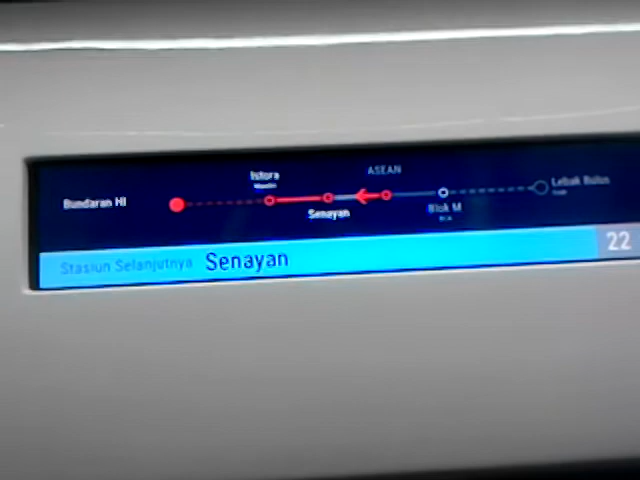 Bundaran HI
Istora
Senayan
ASEAN
Blok M
Lebak Bulus
Stasiun Selanjutnya Senayan
22